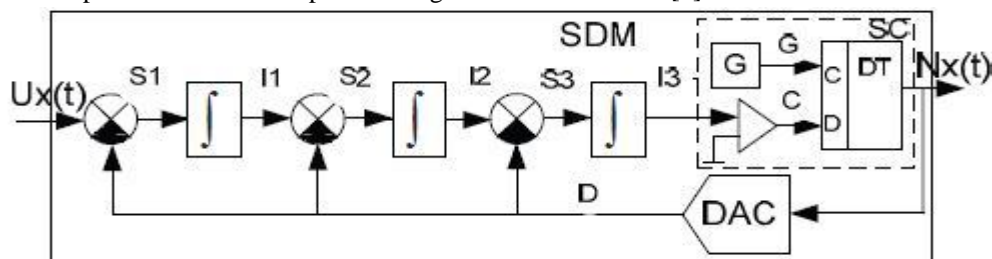 SDM
SC
G
G
C
DT
Nx(t)
Ux(t)
S1
I1
S2
I2
S3
I3
C
D
D
DAC